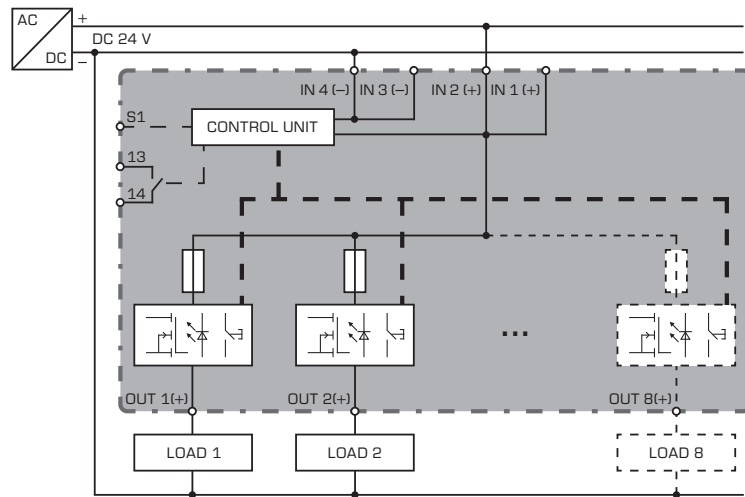 AC
+
DC 24 V
DC
–
IN 4 (–) IN 3 (–) IN 2 (+) IN 1 (+)
S1
CONTROL UNIT
13
14
...
OUT 1(+) OUT 2(+) OUT 8(+)
LOAD 1 LOAD 2 LOAD 8